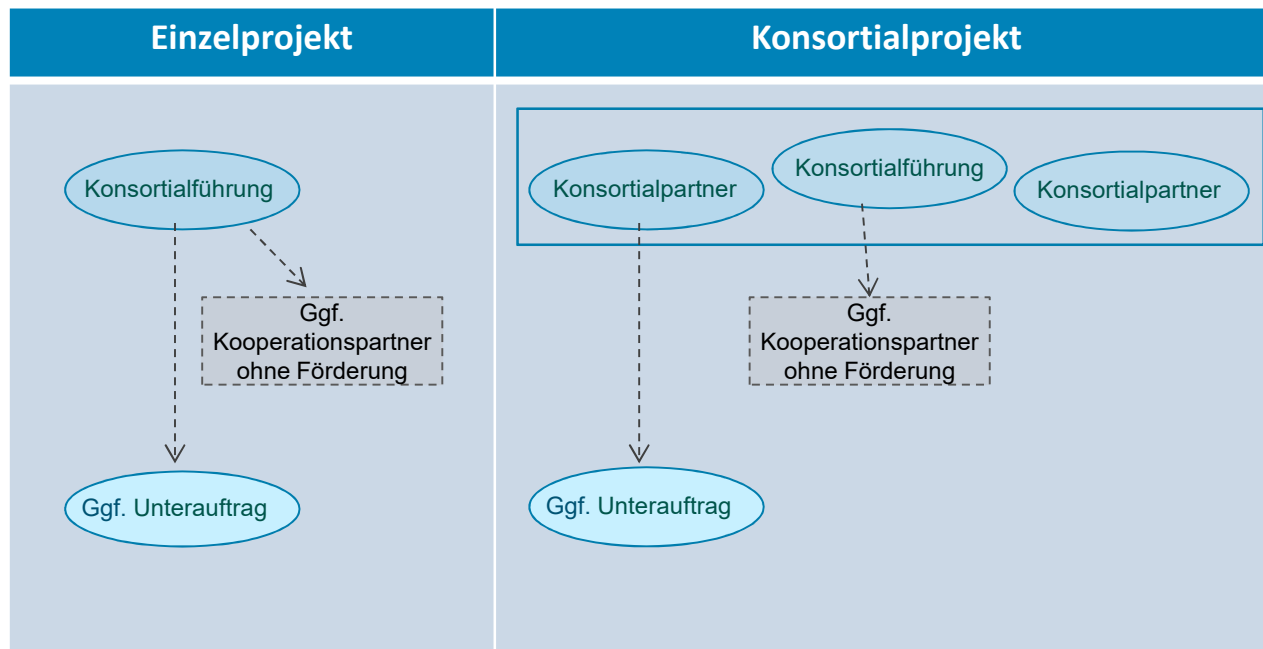 Einzelprojekt
Konsortialprojekt
Konsortialführung
Ggf.
Kooperationspartner
ohne Förderung
Ggf. Unterauftrag
Konsortialpartner
Konsortialführung
Konsortialpartner
Ggf.
Kooperationspartner
ohne Förderung
Ggf. Unterauftrag